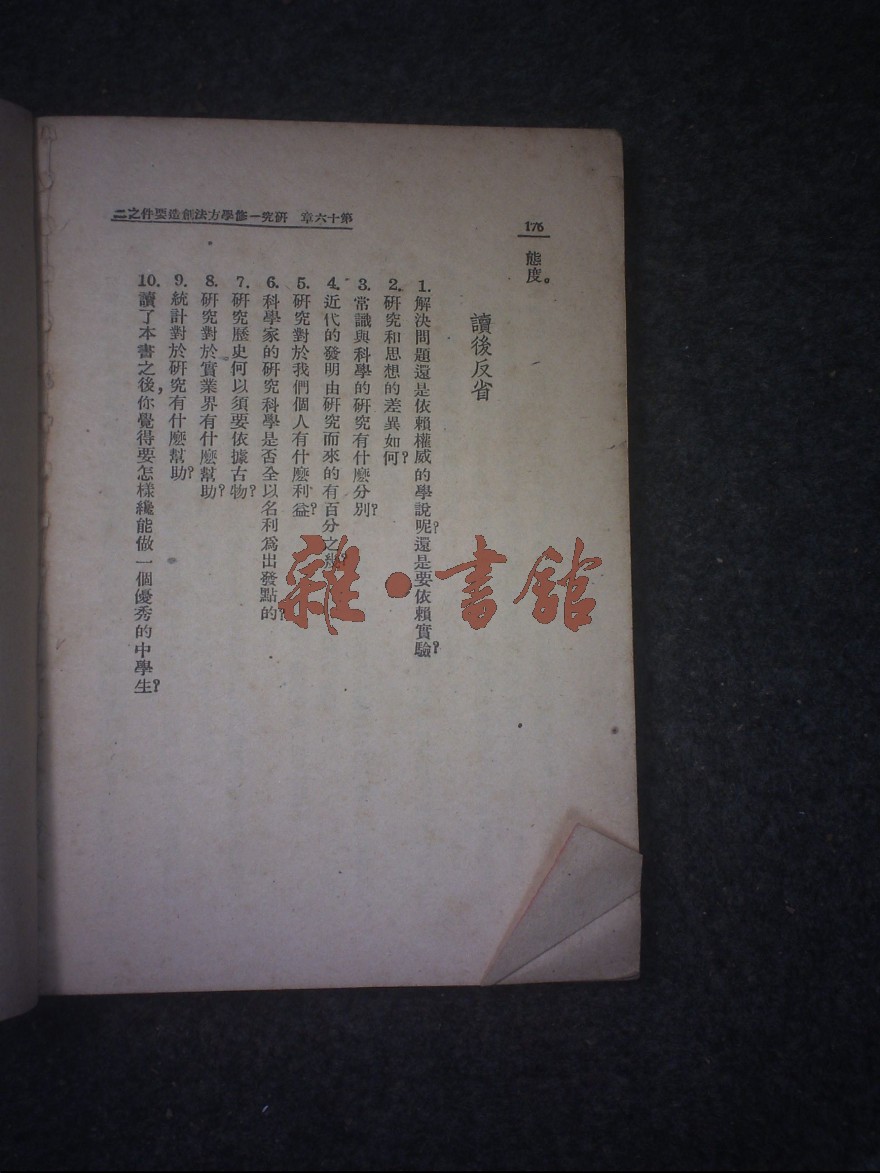 第十六章 研究—修學方法創造要件之二
176
態度。
讀後反省
1. 解決問題還是依賴權威的學說呢?還是要依賴實驗?
2. 研究和思想的差異如何?
3. 常識與科學的研究有什麽分別?
4. 近代的發明由研究而來的有百分之幾?
5. 研究對於我們個人有什麽利益?
6. 科學家的研究科學是否全以名利爲出發點的?
7. 研究歷史何以須要依據古物?
8. 研究對於實業界有什麽幫助?
9. 統計對於研究有什麽幫助?
10. 讀了本書之後,你覺得要怎樣纔能做一個優秀的中學生?
雜·書館